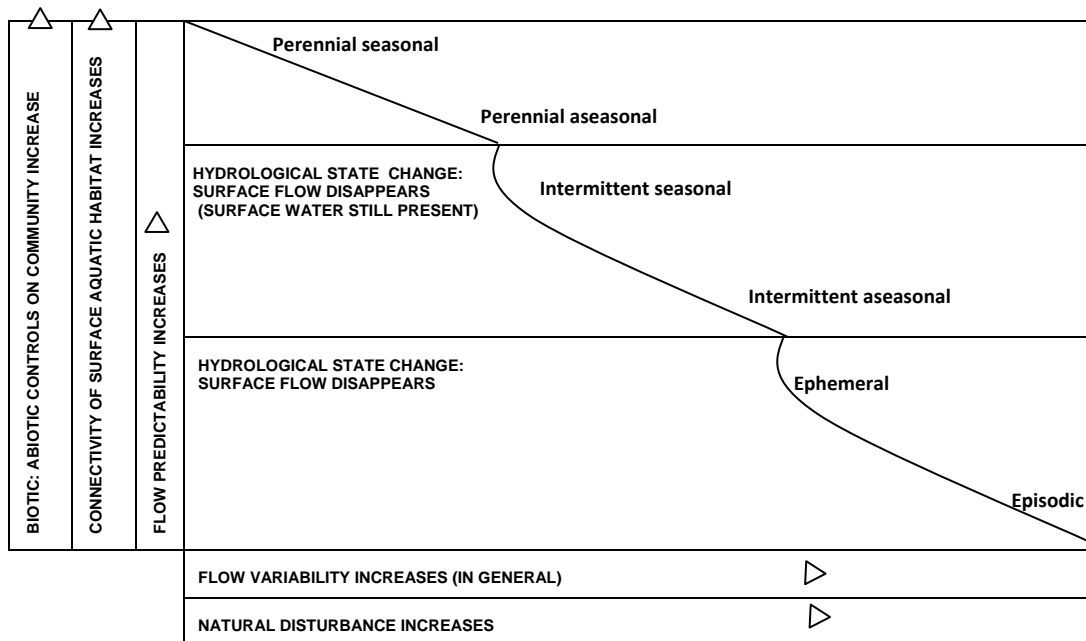 BIOTIC: ABIOTIC CONTROLS ON COMMUNITY INCREASE
CONNECTIVITY OF SURFACE AQUATIC HABITAT INCREASES
FLOW PREDICTABILITY INCREASES
Perennial seasonal
Perennial aseasonal
HYDROLOGICAL STATE CHANGE:
SURFACE FLOW DISAPPEARS
(SURFACE WATER STILL PRESENT)
Intermittent seasonal
Intermittent aseasonal
HYDROLOGICAL STATE CHANGE:
SURFACE FLOW DISAPPEARS
Ephemeral
Episodic
FLOW VARIABILITY INCREASES (IN GENERAL)
NATURAL DISTURBANCE INCREASES